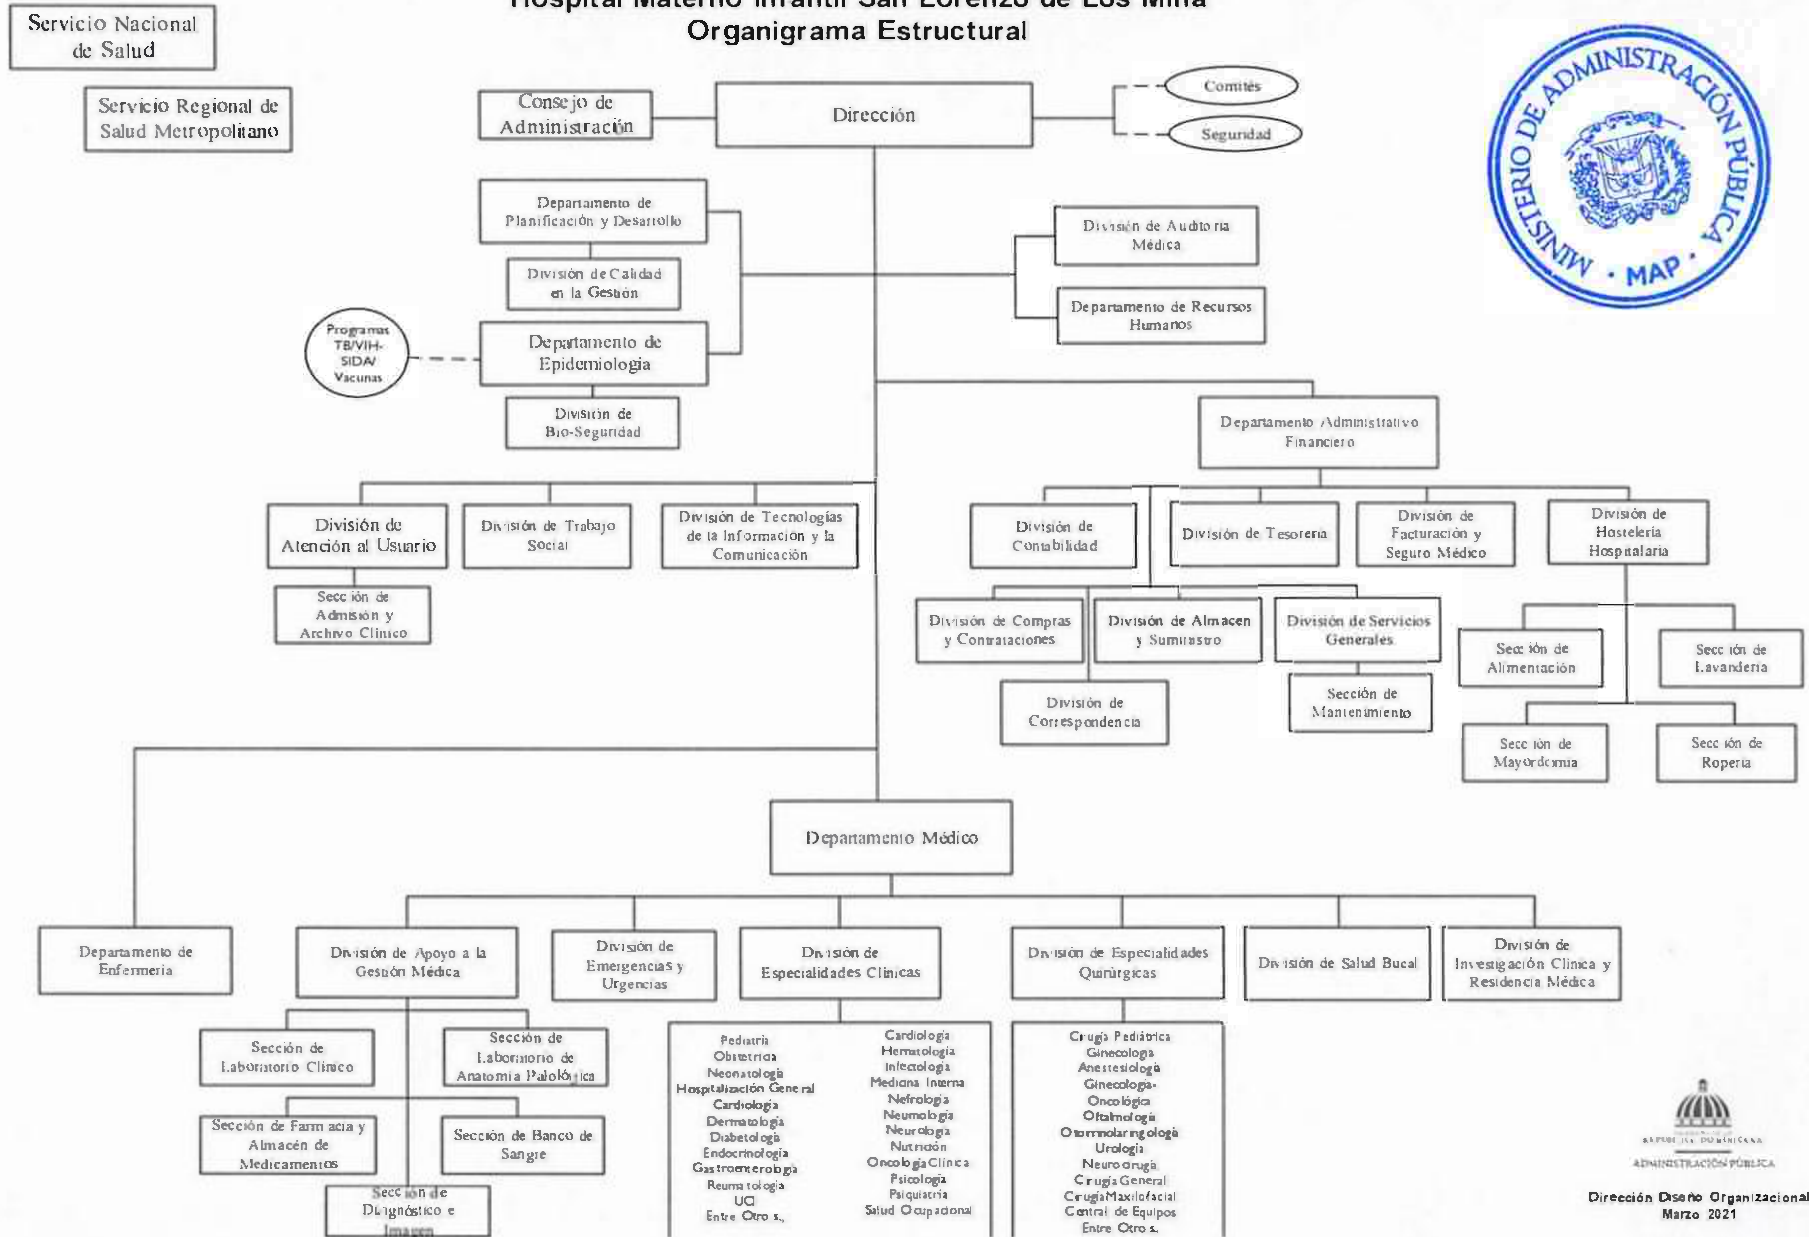 Hospital Materno Infantil San Lorenzo de Los Mina
Organigrama Estructural
Servicio Nacional
de Salud
Servicio Regional de
Salud Metropolitano
Consejo de
Administración
Dirección
Comités
Seguridad
MINISTERIO DE ADMINISTRACIÓN PÚBLICA
· MAP ·
Departamento de
Planificación y Desarrollo
División de Calidad
en la Gestión
Programas
TB/VIH-
SIDA/
Vacunas
Departamento de
Epidemiología
División de
Bio-Seguridad
División de Auditoria
Médica
Departamento de Recursos
Humanos
Departamento Administrativo
Financiero
División de
Atención al Usuario
División de Trabajo
Social
División de Tecnologías
de la Información y la
Comunicación
Sección de
Admisión y
Archivo Clínico
División de
Contabilidad
División de Tesorería
División de
Facturación y
Seguro Médico
División de
Hostelería
Hospitalaria
División de Compras
y Contrataciones
División de Almacen
y Suminstro
División de Servicios
Generales
División de
Correspondencia
Sección de
Mantenimiento
Sección de
Alimentación
Sección de
Lavandería
Sección de
Mayordomia
Sección de
Roperia
Departamento Médico
Departamento de
Enfermería
División de Apoyo a la
Gestión Médica
División de
Emergencias y
Urgencias
División de
Especialidades Clínicas
División de Especialidades
Quirúrgicas
División de Salud Bucal
División de
Investigación Clínica y
Residencia Médica
Sección de
Laboratorio Clínico
Sección de
Laboratorio de
Anatomía Patológica
Sección de Farmacia y
Almacén de
Medicamentos
Sección de Banco de
Sangre
Sección de
Diagnóstico e
Imagen
Pediatría
Obstetricia
Neonatología
Hospitalización General
Cardiología
Dermatología
Diabetología
Endocrinología
Gastroenterología
Reumatología
UCI
Entre Otros.,
Cardiología
Hematología
Infectología
Medicina Interna
Nefrología
Neumología
Neurología
Nutrición
Oncología Clínica
Psicología
Psiquiatría
Salud Ocupacional
Cirugía Pediátrica
Ginecología
Anestesiología
Ginecología-
Oncológica
Oftalmología
Otorrinolaringología
Urología
Neurocirugía
Cirugía General
Cirugía Maxilofacial
Central de Equipos
Entre Otros.
REPÚBLICA DOMINICANA
ADMINISTRACIÓN PÚBLICA
Dirección Diseño Organizacional
Marzo 2021